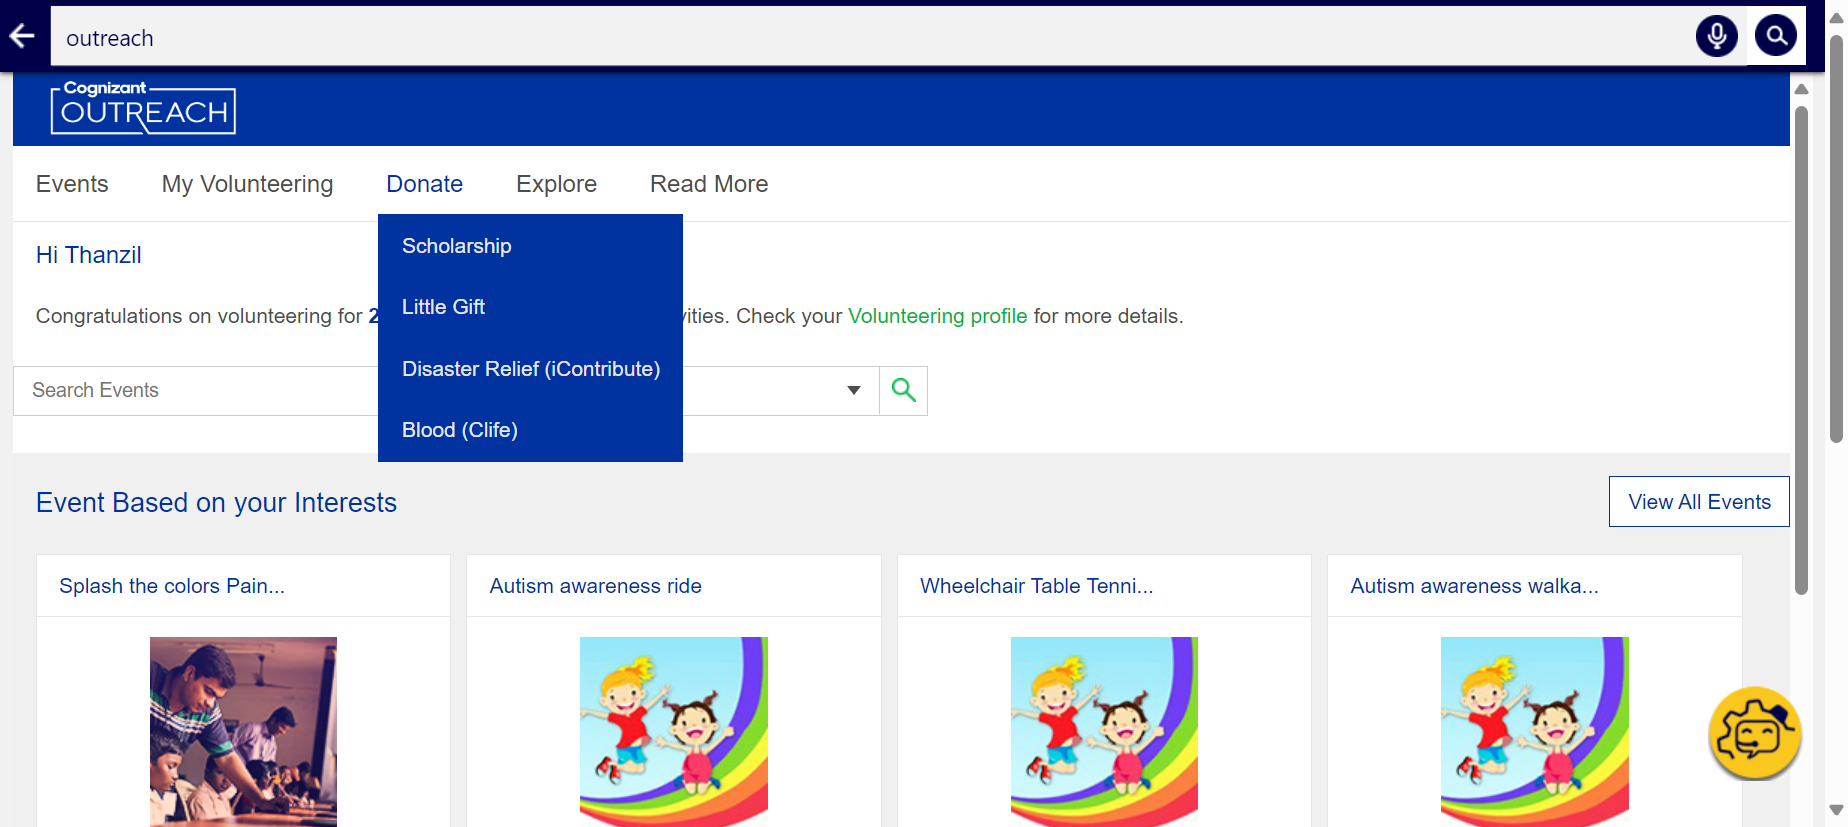 outreach
Cognizant
OUTREACH
Events My Volunteering Donate Explore Read More
Scholarship
Little Gift
Disaster Relief (iContribute)
Blood (Clife)
Hi Thanzil
Congratulations on volunteering for 2 vities. Check your Volunteering profile for more details.
Search Events
Event Based on your Interests
View All Events
Splash the colors Pain...
Autism awareness ride
Wheelchair Table Tenni...
Autism awareness walka...